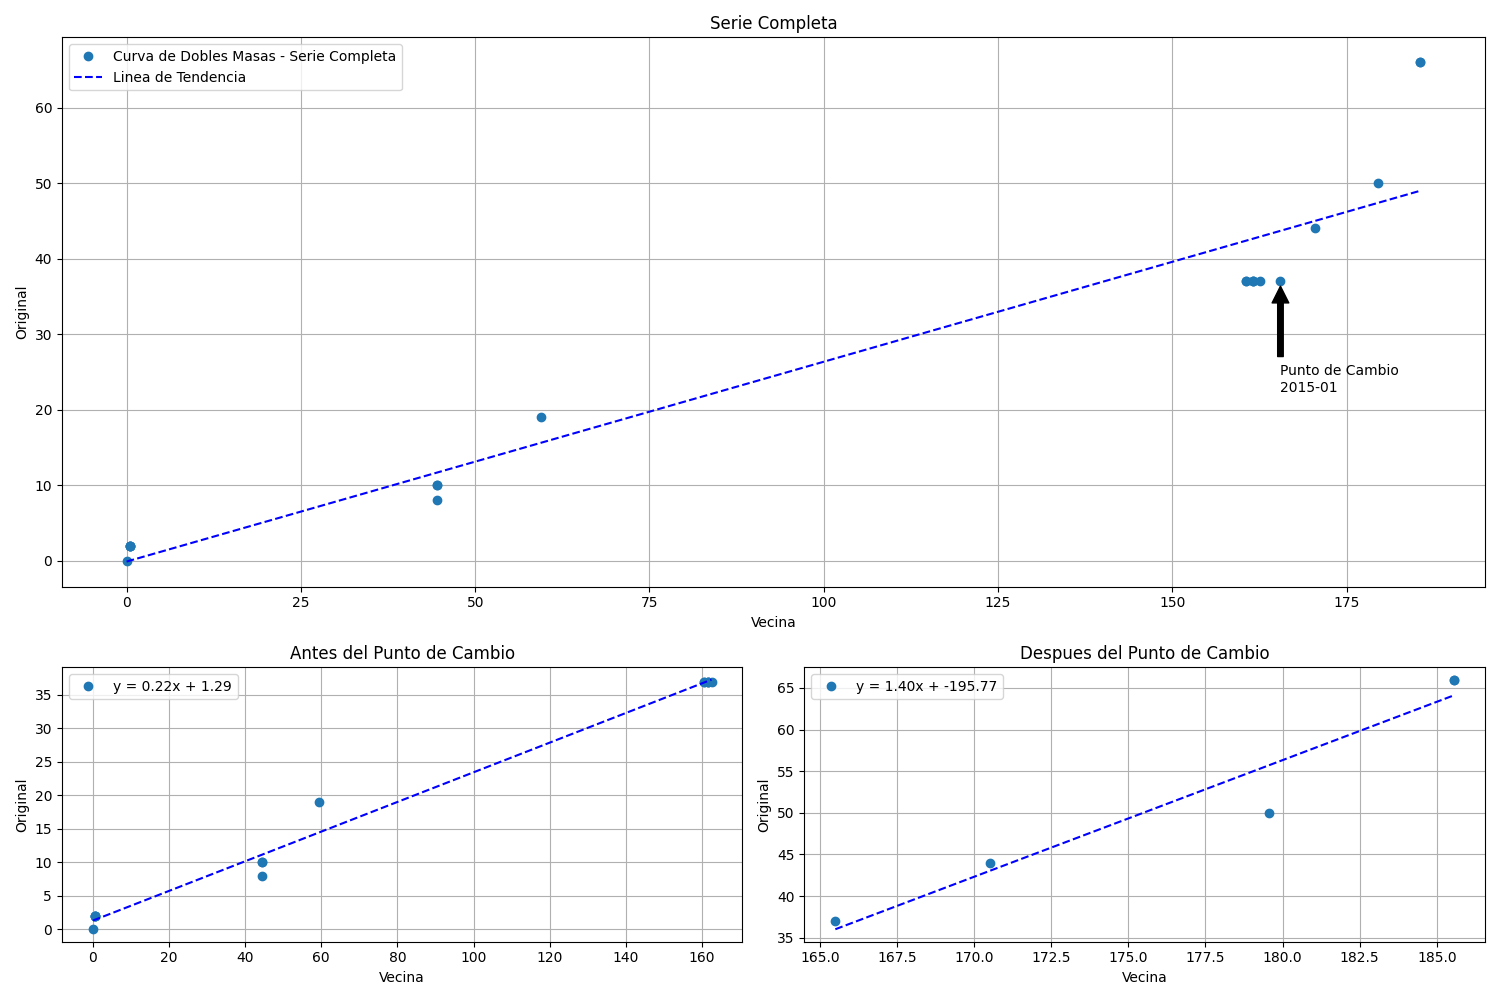 Serie Completa
Curva de Dobles Masas - Serie Completa
Linea de Tendencia
60
50
40
30
20
10
0
Original
Punto de Cambio
2015-01
0 25 50 75 100 125 150 175
Vecina
Antes del Punto de Cambio
y = 0.22x + 1.29
35
30
25
20
15
10
5
0
Original
0 20 40 60 80 100 120 140 160
Vecina
Despues del Punto de Cambio
y = 1.40x + -195.77
65
60
55
50
45
40
35
Original
165.0 167.5 170.0 172.5 175.0 177.5 180.0 182.5 185.0
Vecina